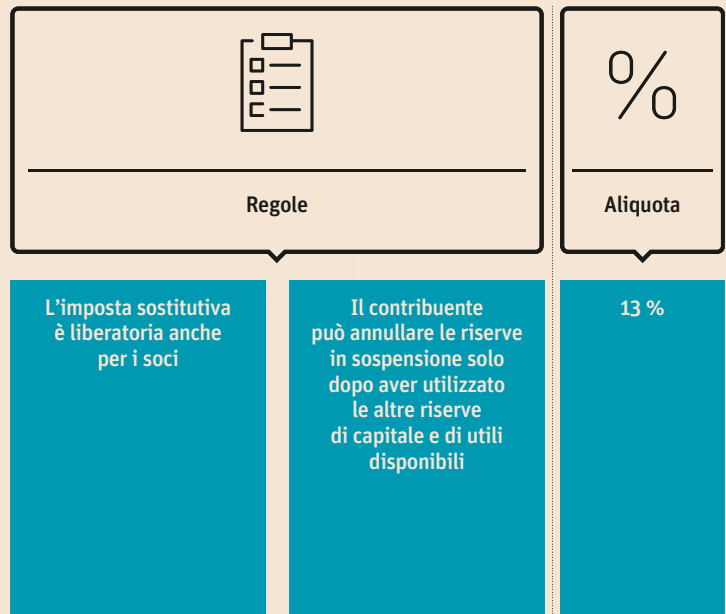 %
Regole
Aliquota
L'imposta sostitutiva
è liberatoria anche
per i soci
Il contribuente
può annullare le riserve
in sospensione solo
dopo aver utilizzato
le altre riserve
di capitale e di utili
disponibili
13 %